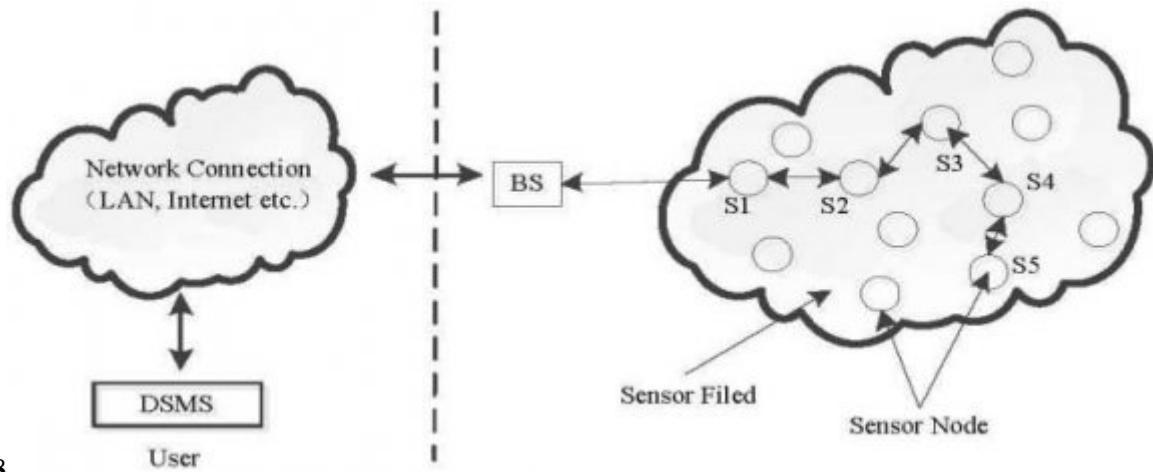 Network Connection
(LAN, Internet etc.)
BS
S1
S2
S3
S4
S5
DSMS
User
Sensor Filed
Sensor Node